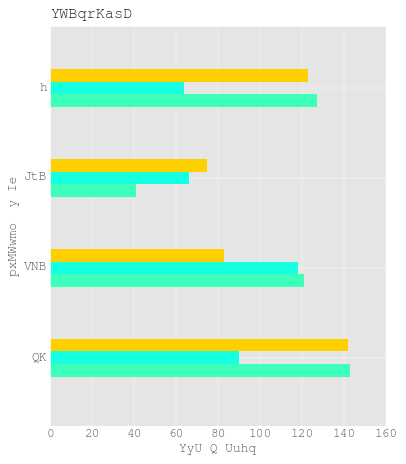 YWBqrKasD
h
JtB
VNB
QK
pxMWwmo y Ie
0 20 40 60 80 100 120 140 160
YyU Q Uuhq